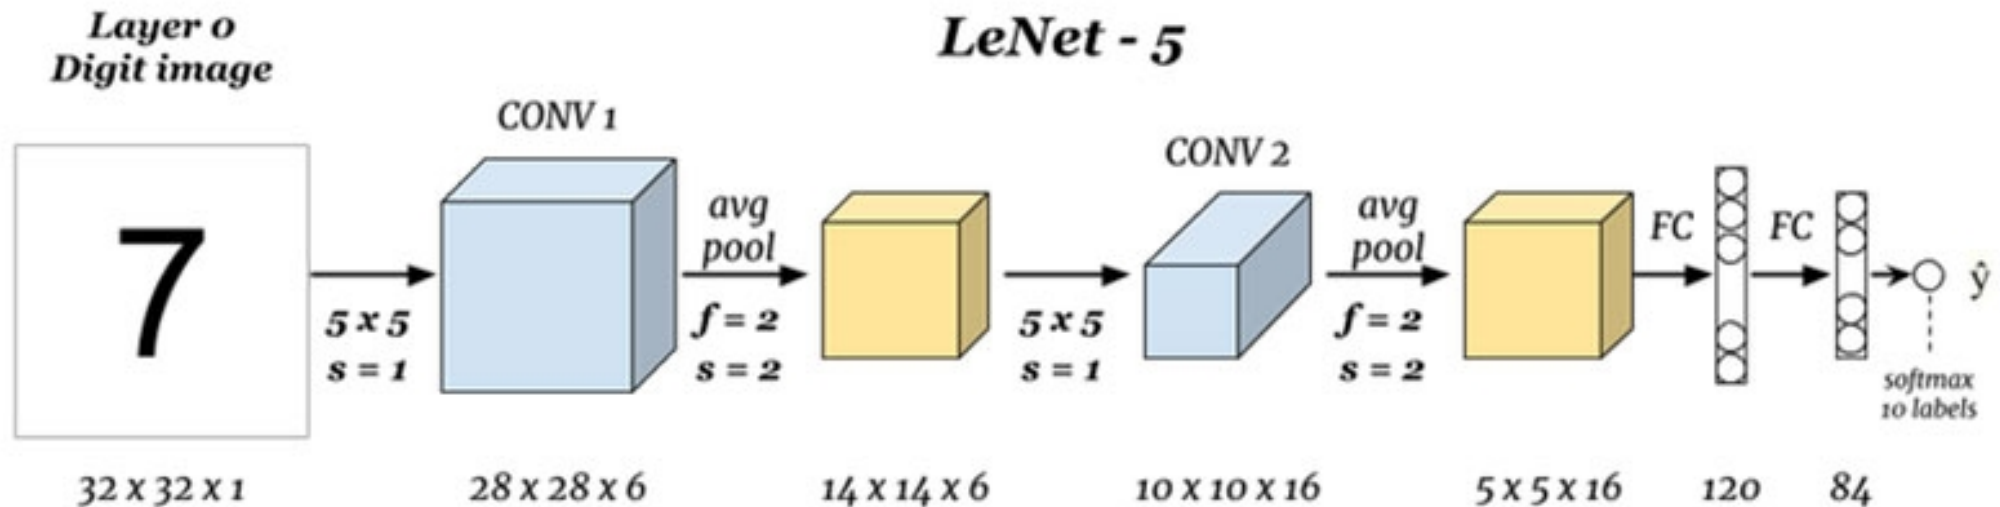 Layer 0
Digit image
LeNet - 5
CONV 1
CONV 2
7
avg
pool
avg
pool
FC
FC
ŷ
5 x 5
s = 1
f = 2
s = 2
5 x 5
s = 1
f = 2
s = 2
softmax
10 labels
32 x 32 x 1
28 x 28 x 6
14 x 14 x 6
10 x 10 x 16
5 x 5 x 16
120
84